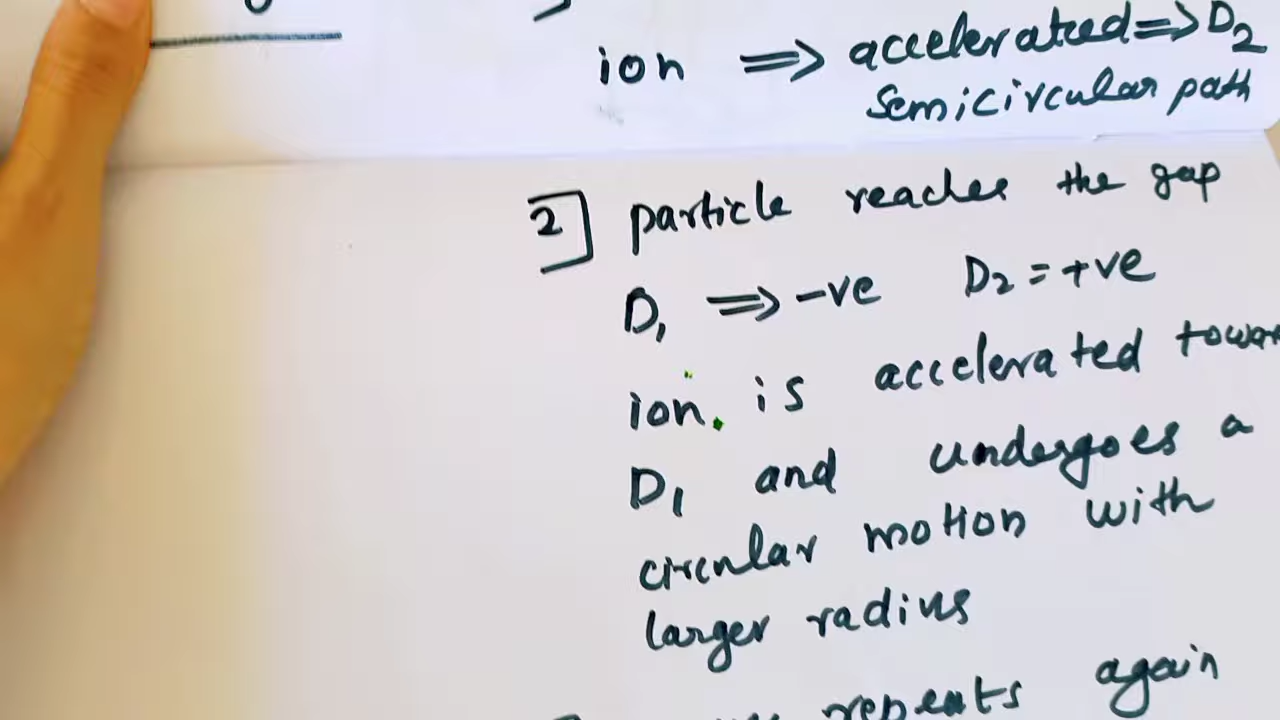 ion ⟹ accelerated ⟹ D2
semicircular path
2] particle reaches the gap
D1 ⟹ -ve D2 = +ve
ion. is accelerated towar
D1 and undergoes a
circular motion with
larger radius
repeats again